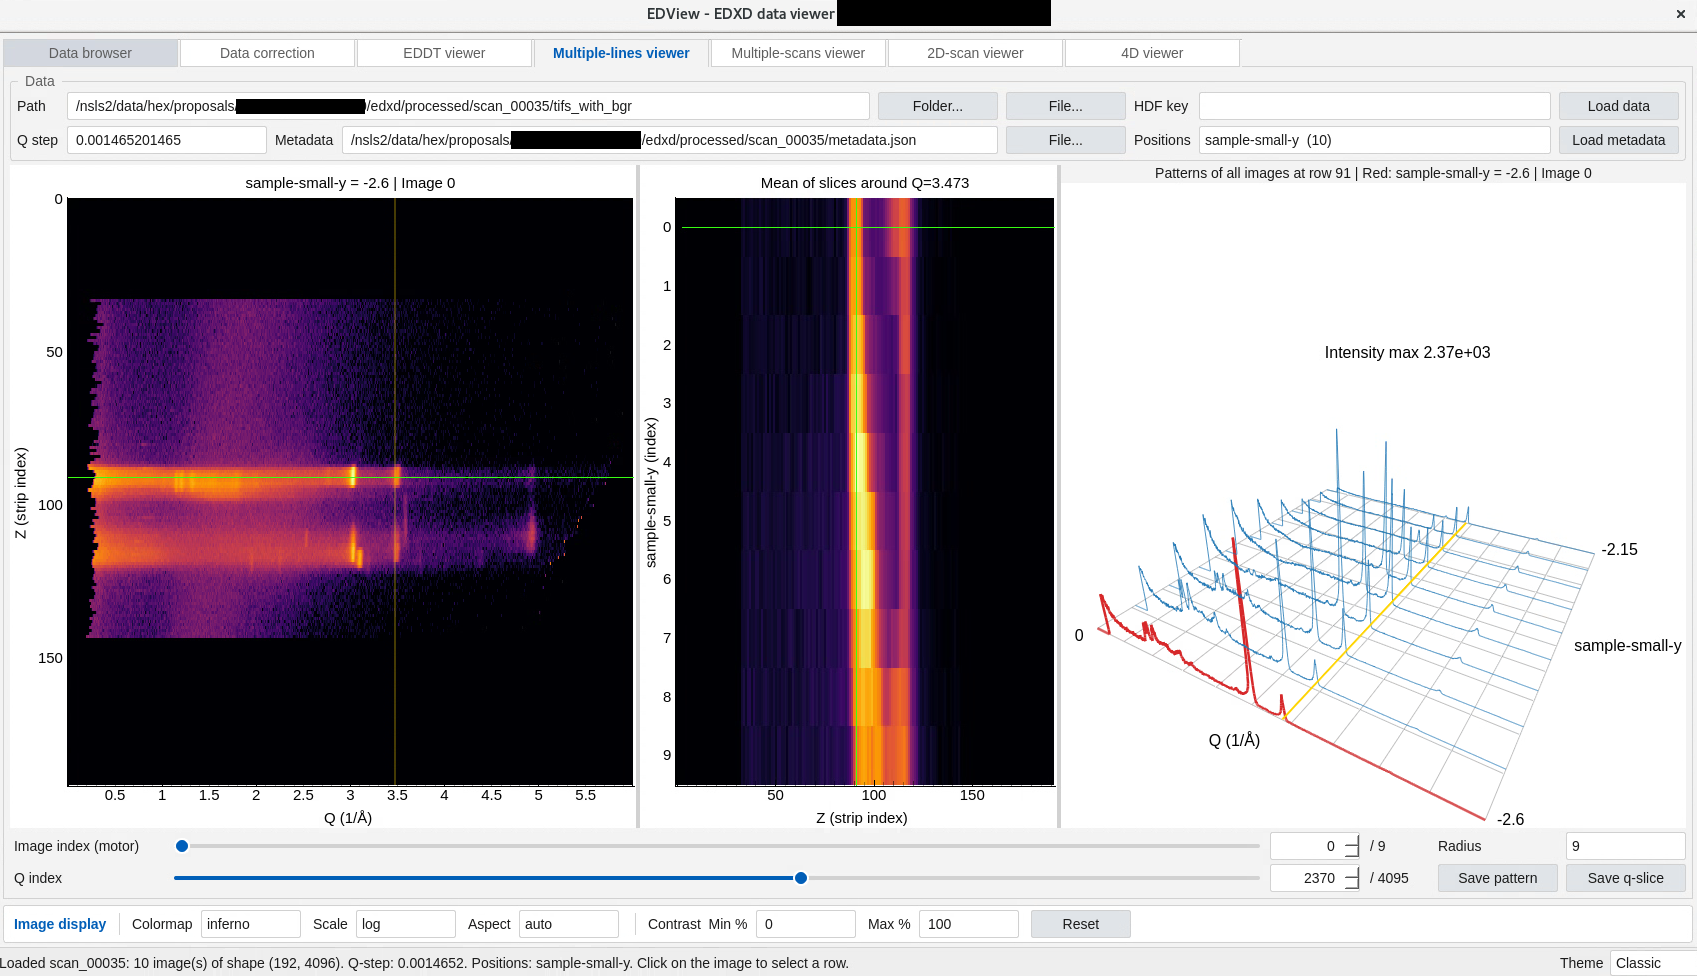 EDView - EDXD data viewer
Data browser
Data correction
EDDT viewer
Multiple-lines viewer
Multiple-scans viewer
2D-scan viewer
4D viewer
Data
Path /nsls2/data/hex/proposals/ /edxd/processed/scan_00035/tifs_with_bgr Folder... File... HDF key Load data
Q step 0.001465201465 Metadata /nsls2/data/hex/proposals/ /edxd/processed/scan_00035/metadata.json File... Positions sample-small-y (10) Load metadata
sample-small-y = -2.6 | Image 0
0
50
100
150
Z (strip index)
0.5 1 1.5 2 2.5 3 3.5 4 4.5 5 5.5
Q (1/Å)
Mean of slices around Q=3.473
0
1
2
3
4
5
6
7
8
9
sample-small-y (index)
50 100 150
Z (strip index)
Patterns of all images at row 91 | Red: sample-small-y = -2.6 | Image 0
Intensity max 2.37e+03
-2.15
0
sample-small-y
Q (1/Å)
-2.6
Image index (motor) 0 / 9 Radius 9
Q index 2370 / 4095 Save pattern Save q-slice
Image display Colormap inferno Scale log Aspect auto Contrast Min % 0 Max % 100 Reset
Loaded scan_00035: 10 image(s) of shape (192, 4096). Q-step: 0.0014652. Positions: sample-small-y. Click on the image to select a row. Theme Classic